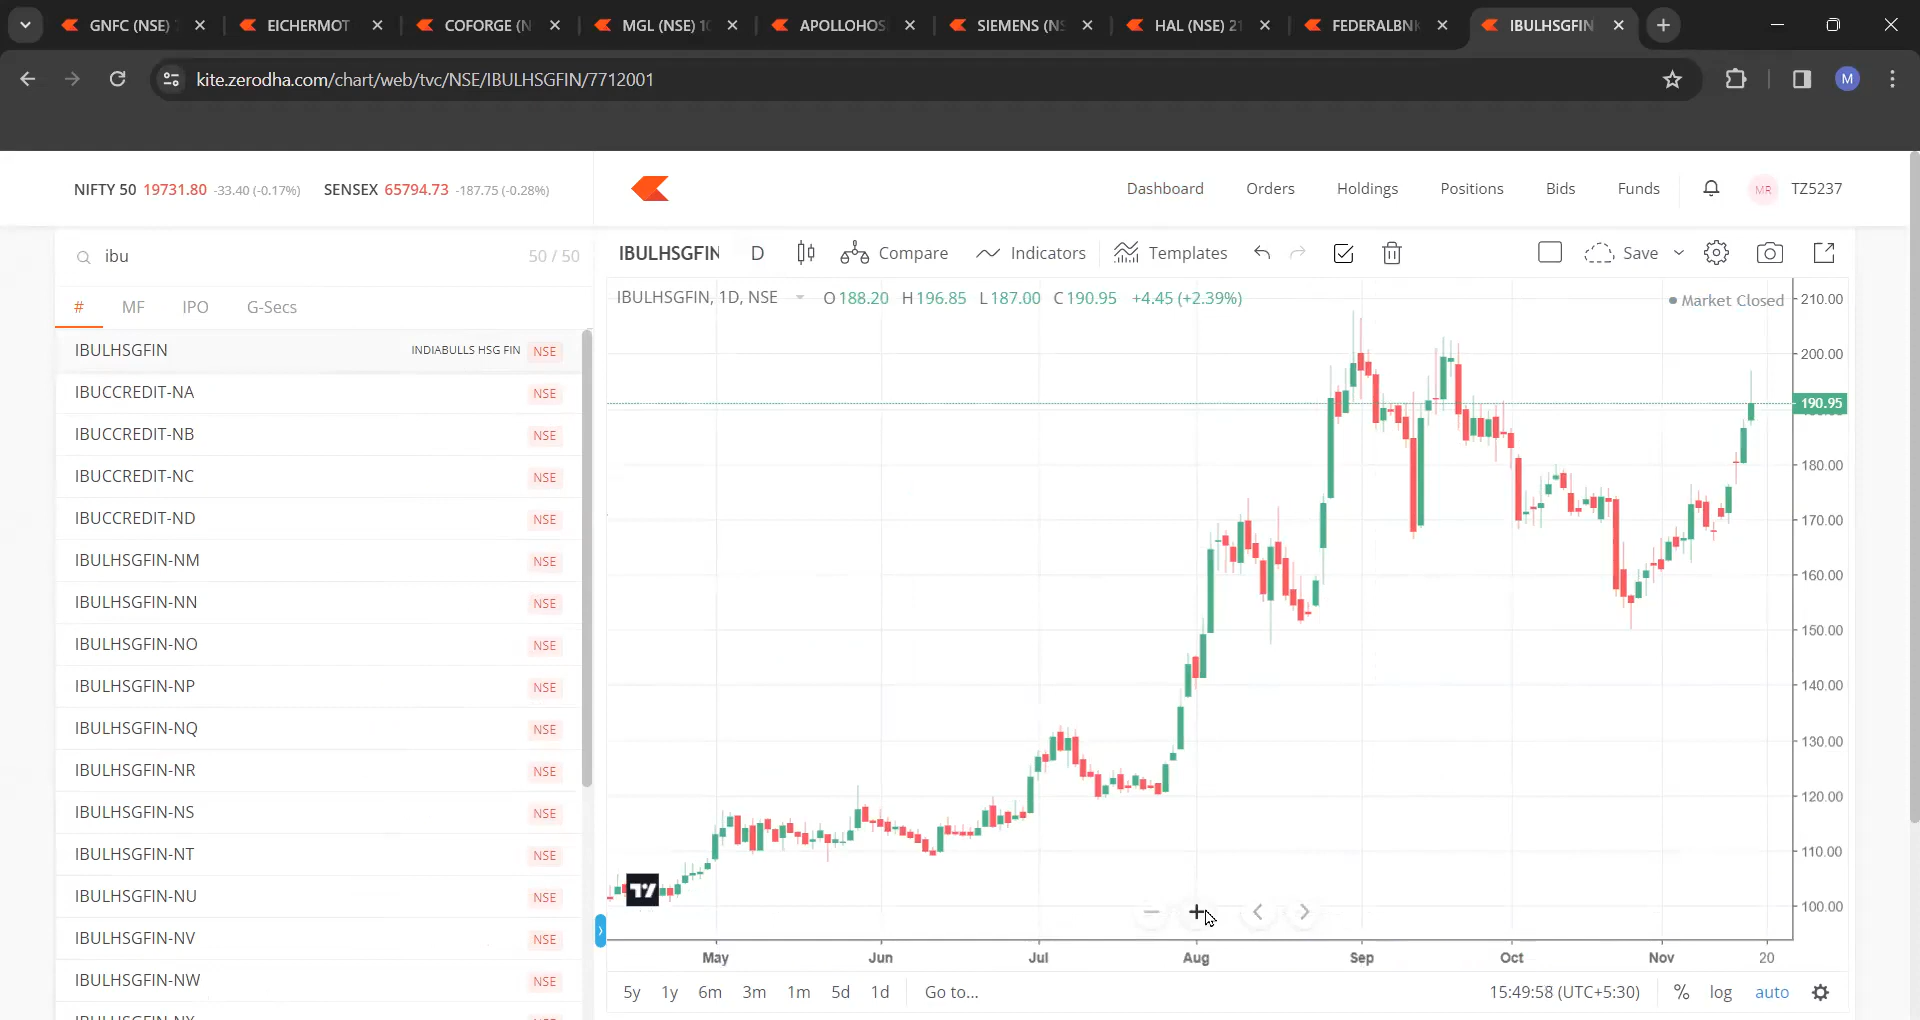 GNFC (NSE)
EICHERMOT
COFORGE (N
MGL (NSE) 1
APOLLOHOS
SIEMENS (NS
HAL (NSE) 21
FEDERALBN
IBULHSGFIN
kite.zerodha.com/chart/web/tvc/NSE/IBULHSGFIN/7712001
M
NIFTY 50 19731.80 -33.40 (-0.17%) SENSEX 65794.73 -187.75 (-0.28%)
Dashboard Orders Holdings Positions Bids Funds MR TZ5237
ibu 50 / 50
# MF IPO G-Secs
IBULHSGFIN INDIABULLS HSG FIN NSE
IBUCCREDIT-NA NSE
IBUCCREDIT-NB NSE
IBUCCREDIT-NC NSE
IBUCCREDIT-ND NSE
IBULHSGFIN-NM NSE
IBULHSGFIN-NN NSE
IBULHSGFIN-NO NSE
IBULHSGFIN-NP NSE
IBULHSGFIN-NQ NSE
IBULHSGFIN-NR NSE
IBULHSGFIN-NS NSE
IBULHSGFIN-NT NSE
IBULHSGFIN-NU NSE
IBULHSGFIN-NV NSE
IBULHSGFIN-NW NSE
IBULHSGFIN D Compare Indicators Templates Save
IBULHSGFIN, 1D, NSE O 188.20 H 196.85 L 187.00 C 190.95 +4.45 (+2.39%)
Market Closed
210.00
200.00
190.95
180.00
170.00
160.00
150.00
140.00
130.00
120.00
110.00
100.00
May Jun Jul Aug Sep Oct Nov 20
5y 1y 6m 3m 1m 5d 1d Go to... 15:49:58 (UTC+5:30) % log auto